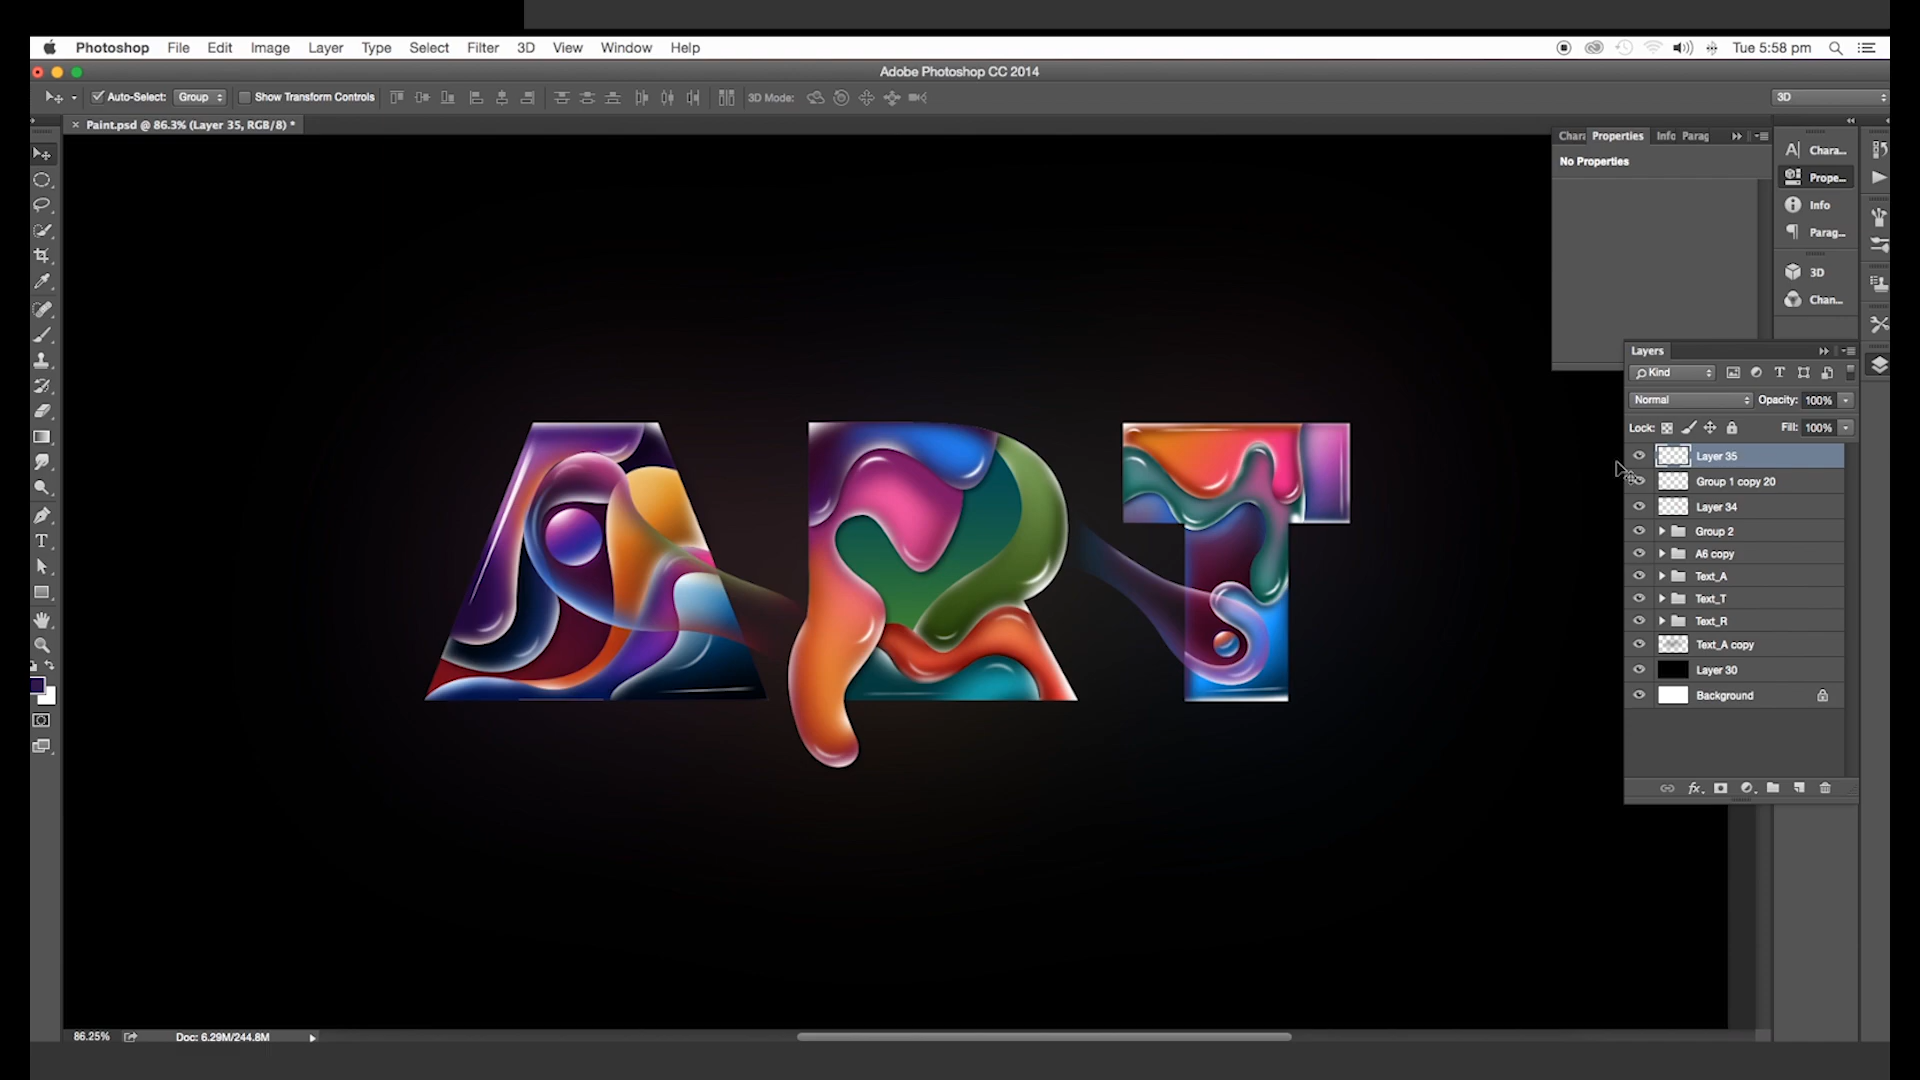 Photoshop File Edit Image Layer Type Select Filter 3D View Window Help Tue 5:58 pm
Adobe Photoshop CC 2014
Auto-Select: Group Show Transform Controls 3D Mode: 3D
Paint.psd @ 86.3% (Layer 35, RGB/8) *
Chara Properties Info Parag
No Properties
A| Chara...
Prope...
Info
Parag...
3D
Chan...
Layers
Kind
Normal Opacity: 100%
Lock: Fill: 100%
Layer 35
Group 1 copy 20
Layer 34
Group 2
A6 copy
Text_A
Text_T
Text_R
Text_A copy
Layer 30
Background
fx
ART
86.25% Doc: 6.29M/244.8M